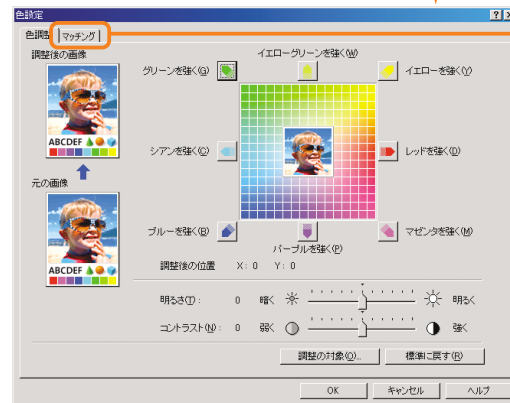 色設定
色調整 マッチング
調整後の画像
イエローグリーンを強く(W)
グリーンを強く(G)
イエローを強く(Y)
ABCDEF
シアンを強く(C)
レッドを強く(D)
元の画像
ブルーを強く(B)
マゼンタを強く(M)
パープルを強く(P)
ABCDEF
調整後の位置 X: 0 Y: 0
明るさ(T): 0 暗く 明るく
コントラスト(N): 0 弱く 強く
調整の対象(O)... 標準に戻す(R)
OK キャンセル ヘルプ